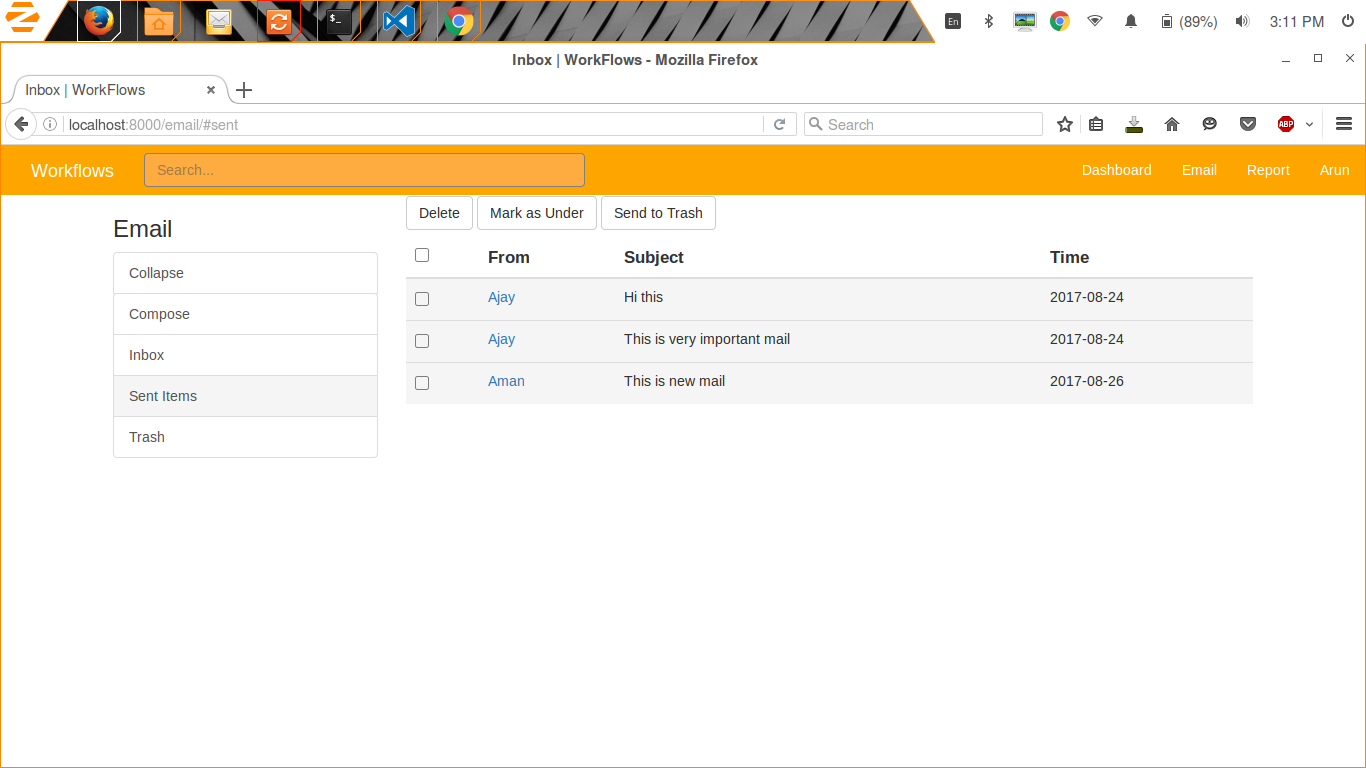 En (89%) 3:11 PM
Inbox | WorkFlows - Mozilla Firefox
Inbox | WorkFlows
localhost:8000/email/#sent Search ABP
Workflows Search... Dashboard Email Report Arun
Delete Mark as Under Send to Trash
Email
Collapse
Compose
Inbox
Sent Items
Trash
From Subject Time
Ajay Hi this 2017-08-24
Ajay This is very important mail 2017-08-24
Aman This is new mail 2017-08-26